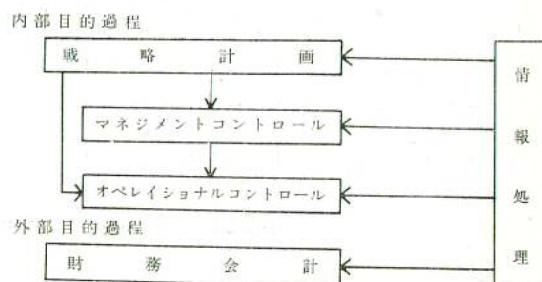 内部目的過程
戦略計画
マネジメントコントロール
オペレイショナルコントロール
外部目的過程
財務会計
情報処理